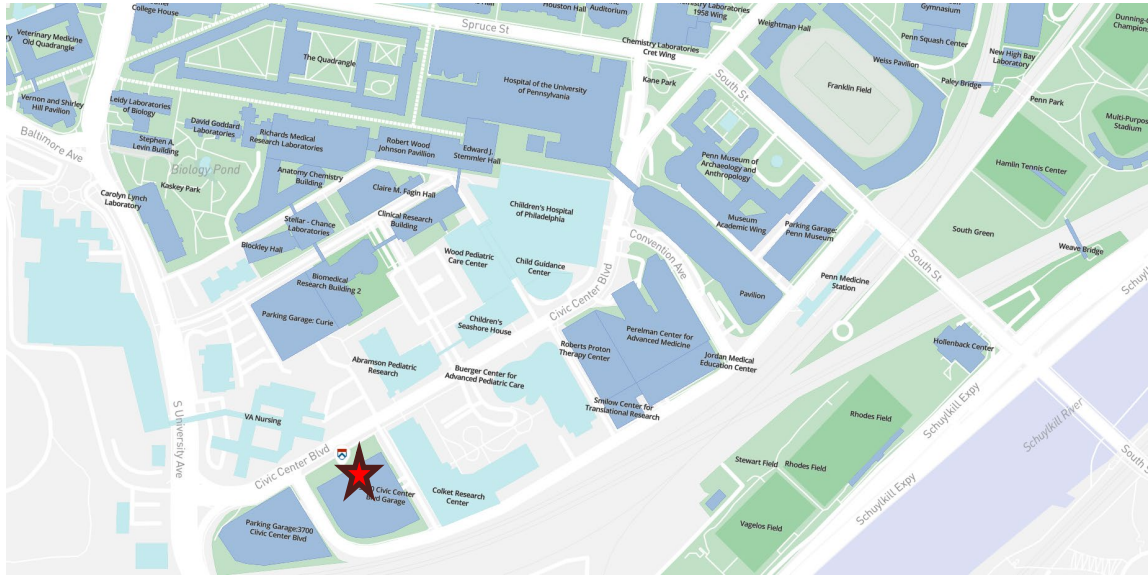 College House
Houston Hall
Auditorium
Chemistry Laboratories
1958 Wing
Gymnasium
Dunning-
Champions
Veterinary Medicine
Old Quadrangle
Spruce St
Weightman Hall
Penn Squash Center
The Quadrangle
Chemistry Laboratories
Cret Wing
Weiss Pavilion
New High Bay
Laboratory
Hospital of the University
of Pennsylvania
Kane Park
South St
Franklin Field
Paley Bridge
Penn Park
Vernon and Shirley
Hill Pavilion
Leidy Laboratories
of Biology
David Goddard
Laboratories
Richards Medical
Research Laboratories
Robert Wood
Johnson Pavilion
Edward J.
Stemmler Hall
Multi-Purpose
Stadium
Baltimore Ave
Stephen A.
Levin Building
Biology Pond
Penn Museum of
Archaeology and
Anthropology
Hamlin Tennis Center
Kaskey Park
Anatomy Chemistry
Building
Claire M. Fagin Hall
Carolyn Lynch
Laboratory
Children's Hospital
of Philadelphia
Stellar - Chance
Laboratories
Clinical Research
Building
Museum
Academic Wing
Parking Garage:
Penn Museum
South Green
Blockley Hall
Convention Ave
Weave Bridge
Wood Pediatric
Care Center
Child Guidance
Center
South St
Biomedical
Research Building 2
Penn Medicine
Station
Schuy
Civic Center Blvd
Pavilion
Parking Garage: Curie
Children's
Seashore House
Perelman Center for
Advanced Medicine
Hollenback Center
Roberts Proton
Therapy Center
Jordan Medical
Education Center
Abramson Pediatric
Research
Buerger Center for
Advanced Pediatric Care
Schuylkill Expy
Schuylkill River
S University Ave
Smilow Center for
Translational Research
Rhodes Field
VA Nursing
South S
Civic Center Blvd
Stewart Field
Rhodes Field
Schuylkill Expy
0 Civic Center
Blvd Garage
Colket Research
Center
Vagelos Field
Parking Garage:3700
Ciivic Center Blvd